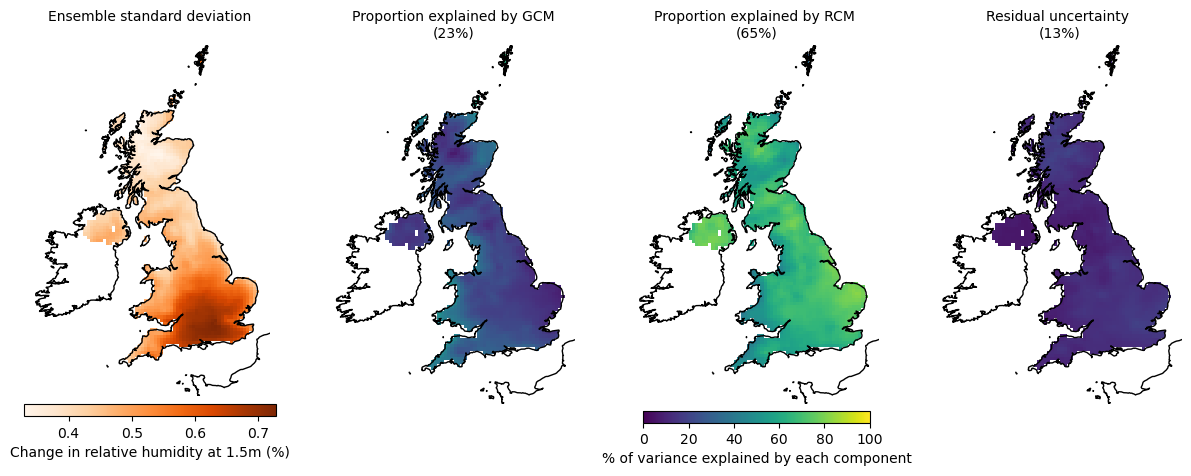 Ensemble standard deviation
Proportion explained by GCM
(23%)
Proportion explained by RCM
(65%)
Residual uncertainty
(13%)
0.4 0.5 0.6 0.7
Change in relative humidity at 1.5m (%)
0 20 40 60 80 100
% of variance explained by each component